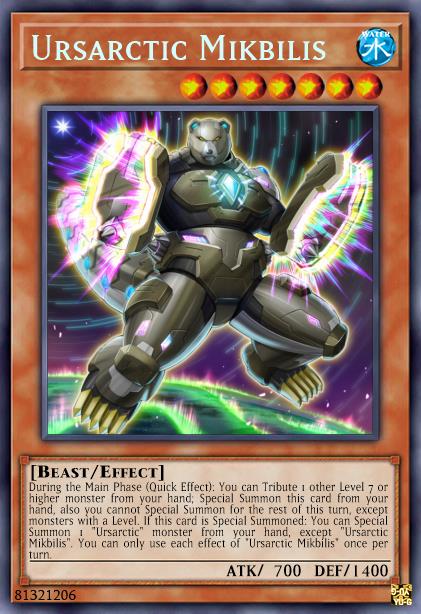 Ursarctic Mikbilis
WATER
水
[Beast/Effect]
During the Main Phase (Quick Effect): You can Tribute 1 other Level 7 or
higher monster from your hand; Special Summon this card from your
hand, also you cannot Special Summon for the rest of this turn, except
monsters with a Level. If this card is Special Summoned: You can Special
Summon 1 "Ursarctic" monster from your hand, except "Ursarctic
Mikbilis". You can only use each effect of "Ursarctic Mikbilis" once per
turn.
ATK/ 700 DEF/1400
81321206